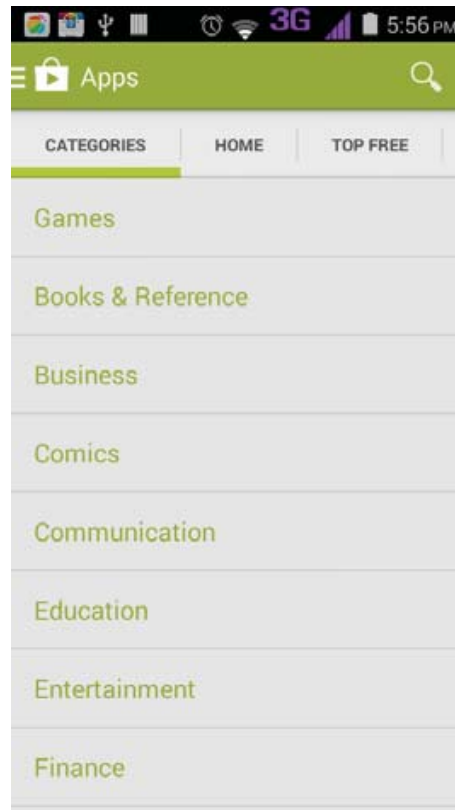 3G 5:56 PM
Apps
CATEGORIES HOME TOP FREE
Games
Books & Reference
Business
Comics
Communication
Education
Entertainment
Finance